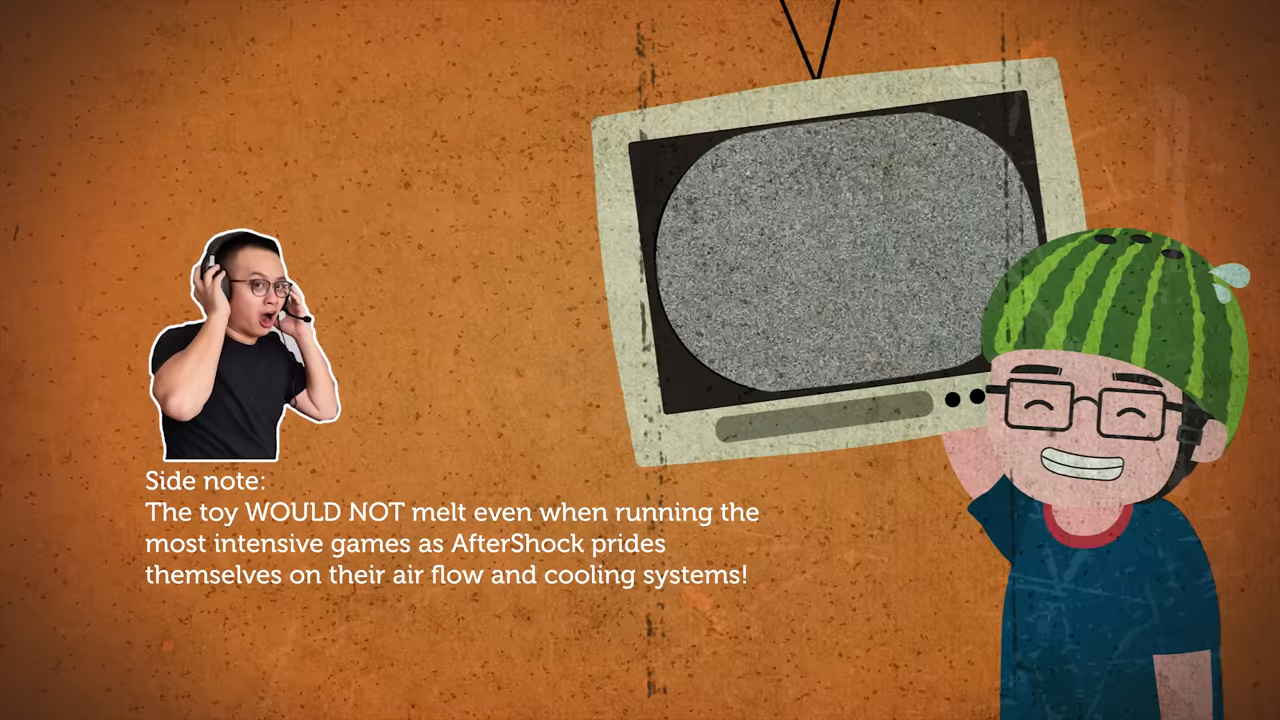 Side note:
The toy WOULD NOT melt even when running the
most intensive games as AfterShock prides
themselves on their air flow and cooling systems!